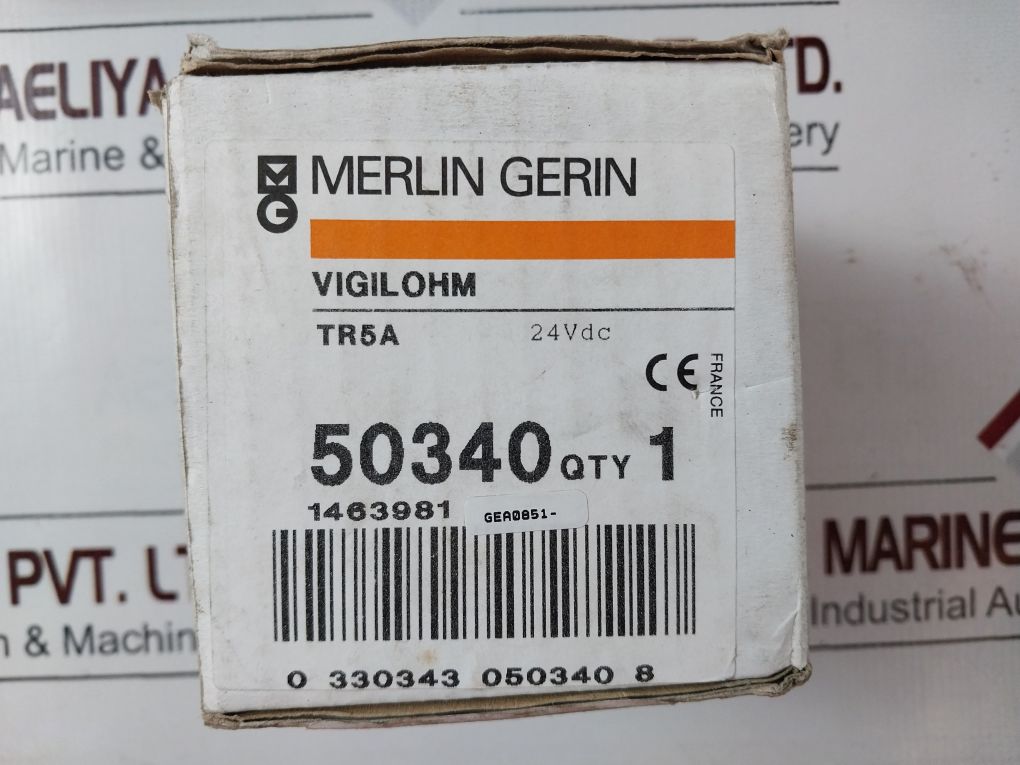 AELIYA
TD.
Marine &
ery
MERLIN GERIN
VIGILOHM
TR5A 24Vdc
CE
FRANCE
50340 QTY 1
1463981 GEA0851-
0 330343 050340 8
PVT. LT
MARINE
n & Machin
Industrial Au